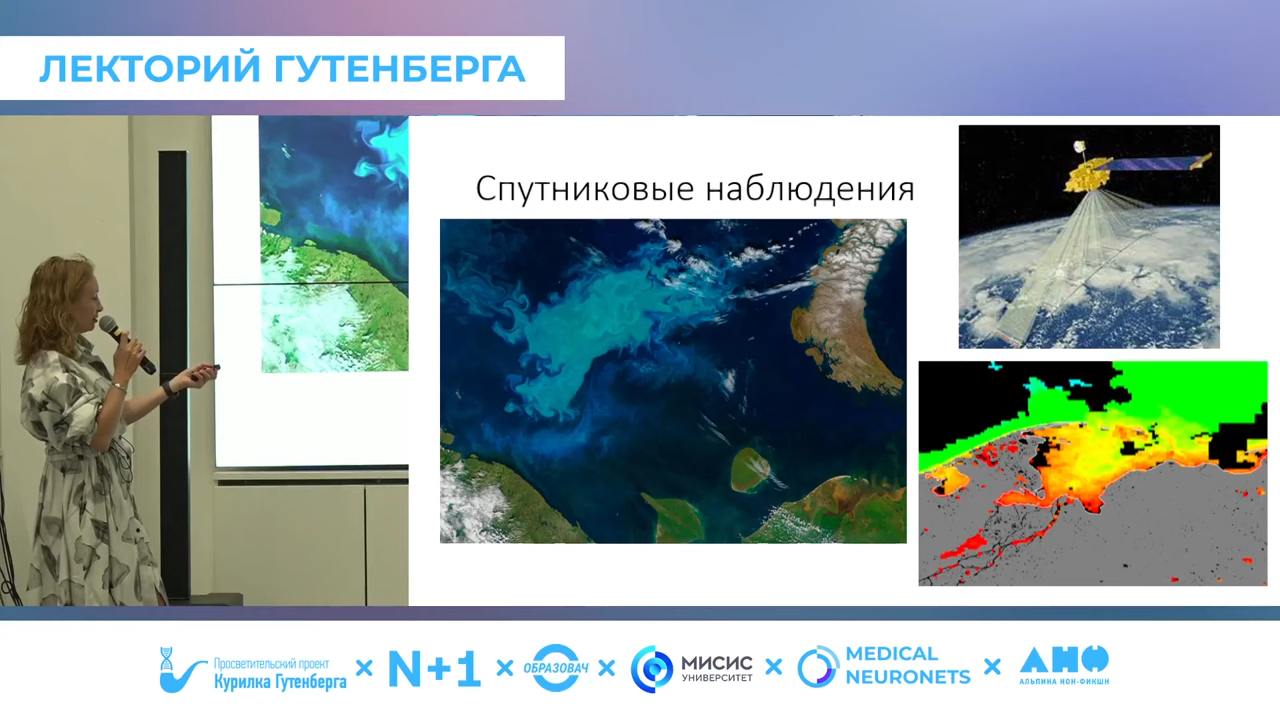 ЛЕКТОРИЙ ГУТЕНБЕРГА
Спутниковые наблюдения
Просветительский проект
Курилка Гутенберга
N+1
ОБРАЗОВАЧ
МИСИС
УНИВЕРСИТЕТ
MEDICAL
NEURONETS
АНФ
АЛЬПИНА НОН-ФИКШН